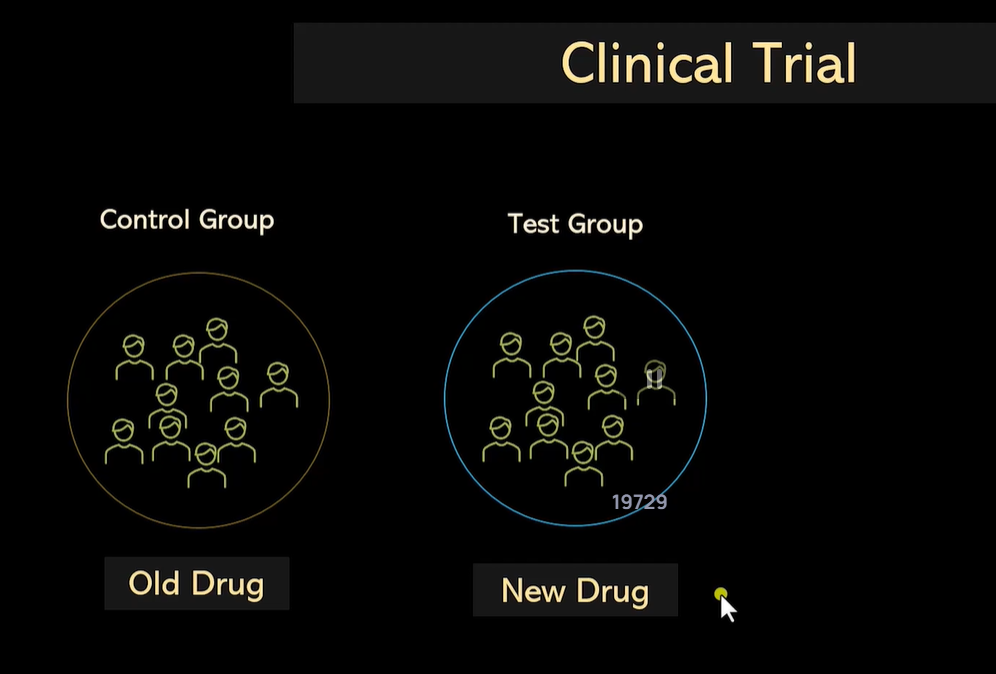 Clinical Trial
Control Group
Test Group
19729
Old Drug
New Drug